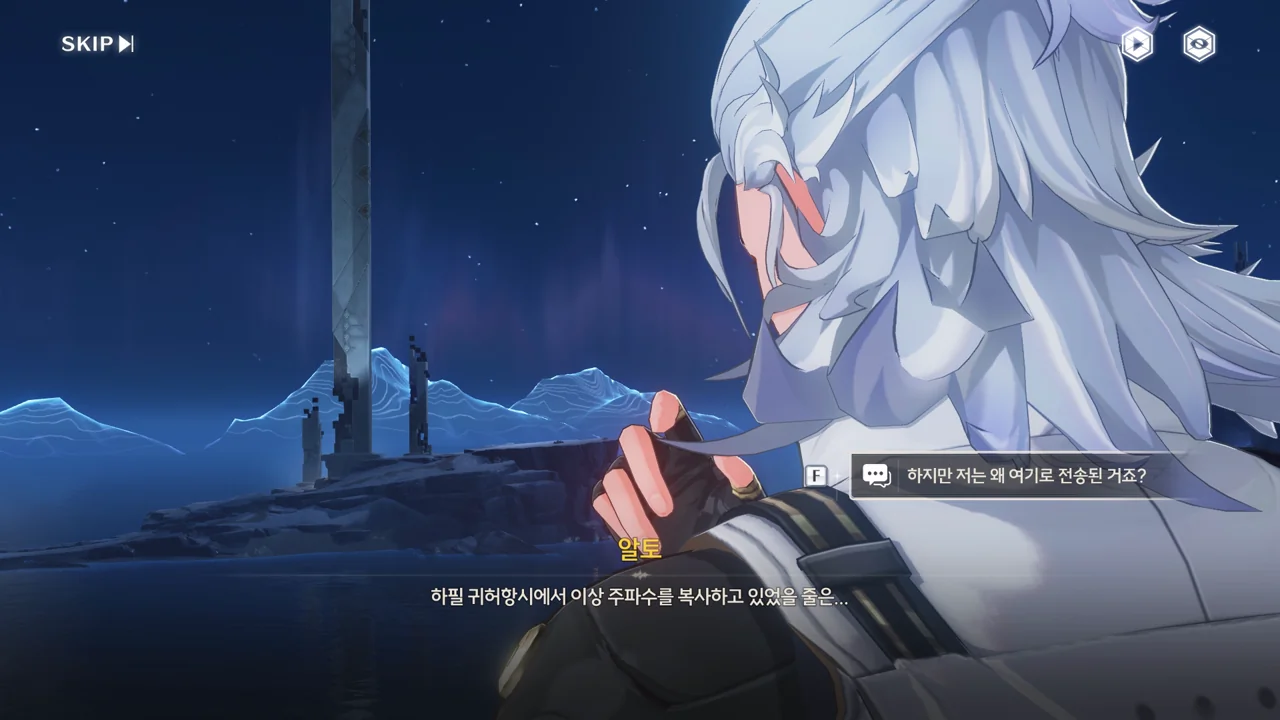 SKIP
F
하지만 저는 왜 여기로 전송된 거죠?
알토
하필 귀허항시에서 이상 주파수를 복사하고 있었을 줄은...